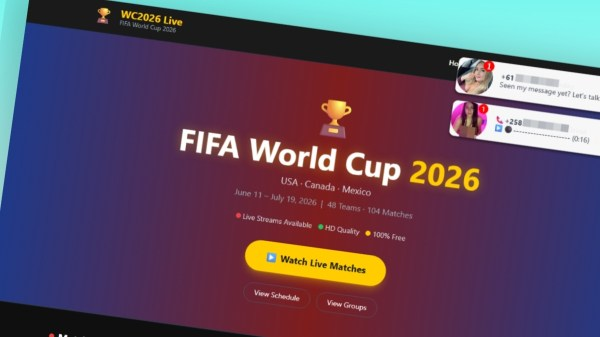 WC2026 Live
FIFA World Cup 2026
+61
Seen my message yet? Let's talk
1
+258
(0:16)
1
FIFA World Cup 2026
USA · Canada · Mexico
June 11 – July 19, 2026 | 48 Teams · 104 Matches
Live Streams Available HD Quality 100% Free
Watch Live Matches
View Schedule View Groups